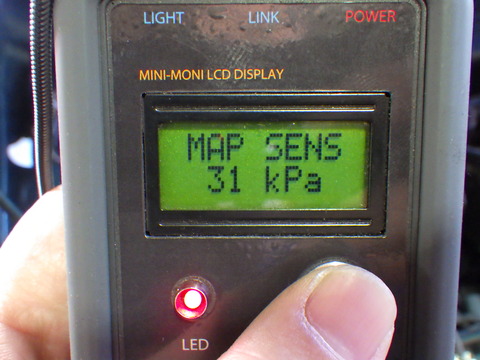 LIGHT LINK POWER
MINI-MONI LCD DISPLAY
MAP SENS
31 kPa
LED